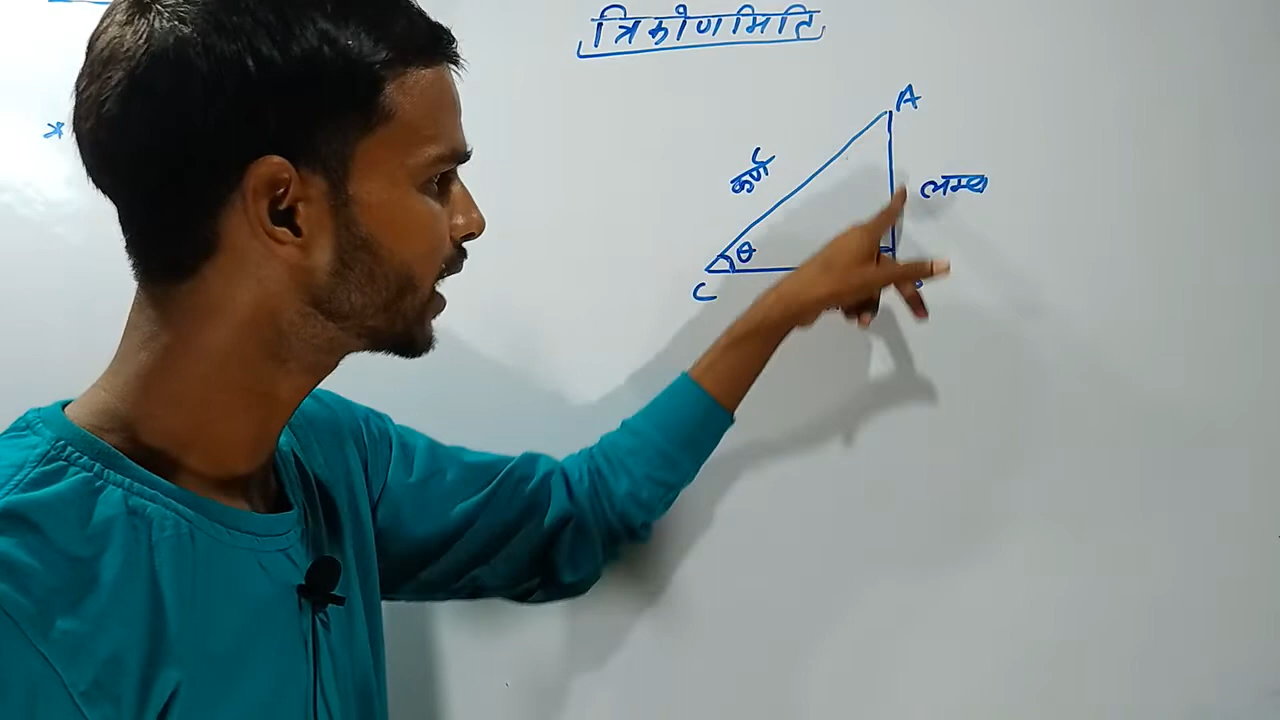 त्रिकोणमिति
A
कर्ण
लम्ब
θ
C